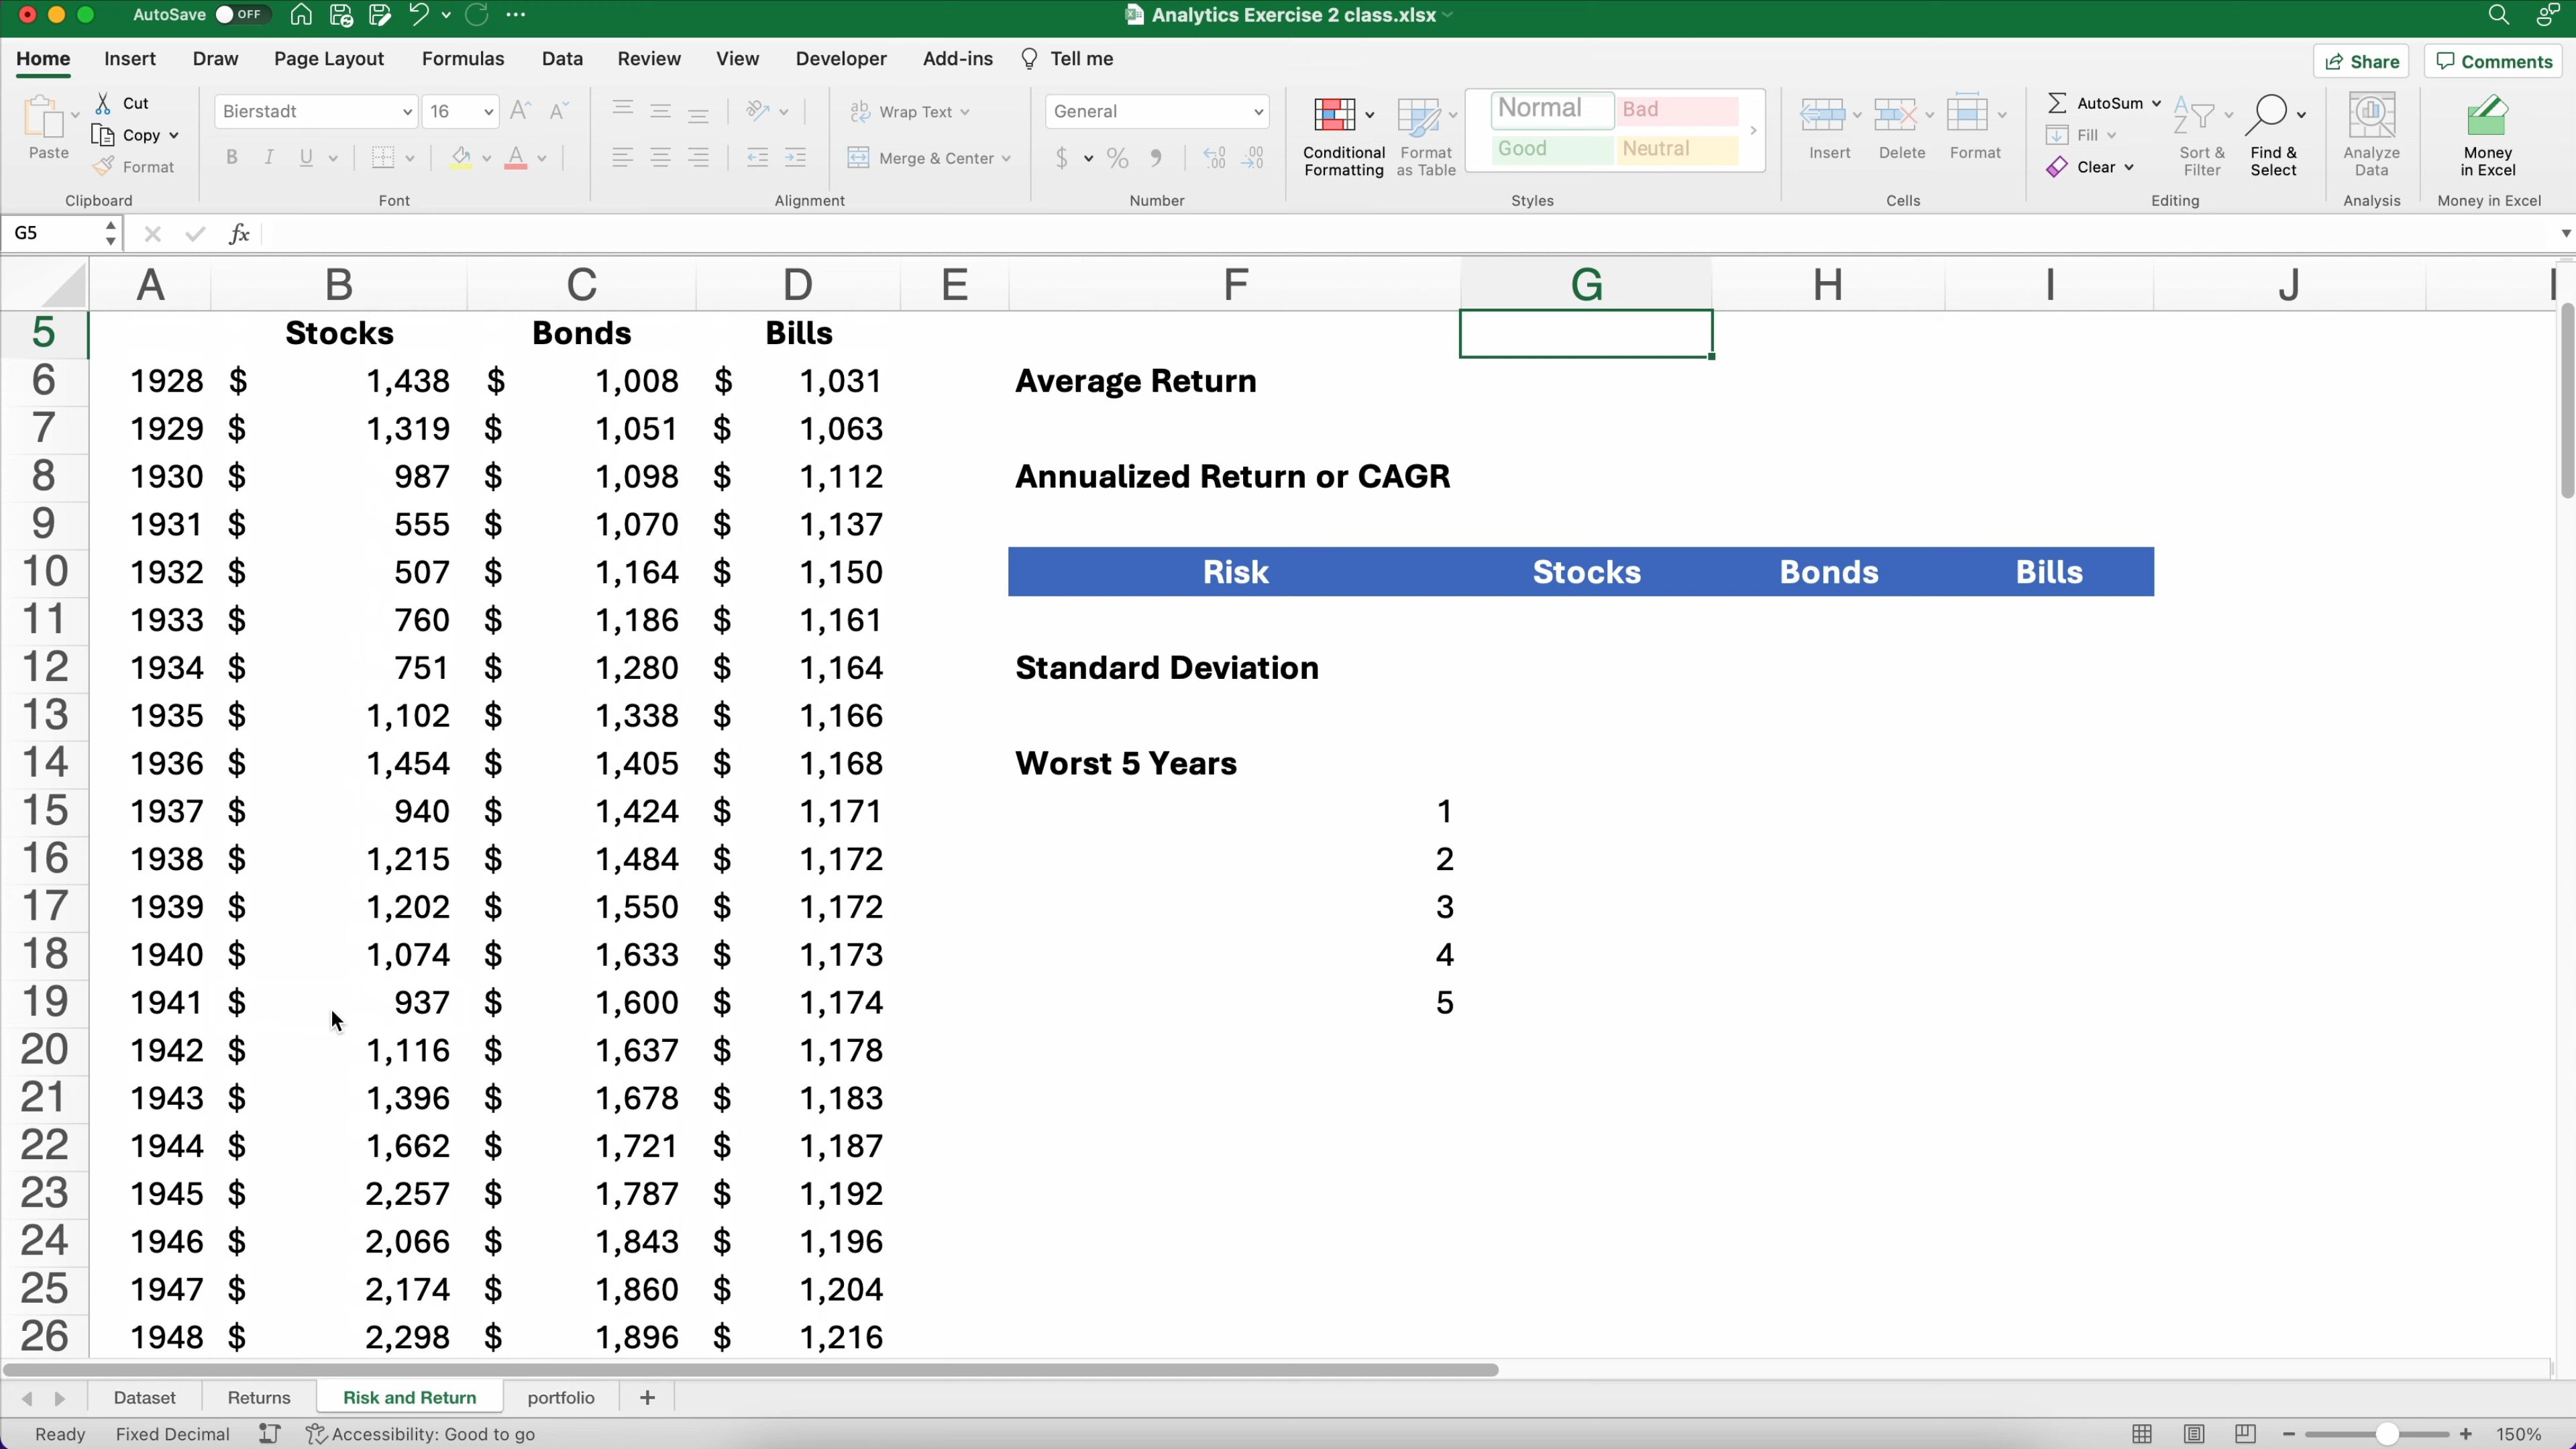 AutoSave OFF ... Analytics Exercise 2 class.xlsx
Home Insert Draw Page Layout Formulas Data Review View Developer Add-ins Tell me Share Comments
Paste Cut Copy Format Clipboard
Bierstadt 16 A A B I U A Font
Wrap Text Merge & Center Alignment
General $ % Number
Conditional Formatting Format as Table Normal Bad Good Neutral Styles
Insert Delete Format Cells
AutoSum Fill Clear Sort & Filter Find & Select Editing
Analyze Data Analysis
Money in Excel Money in Excel
G5 fx
A B C D E F G H I J
5 Stocks Bonds Bills
6 1928 $ 1,438 $ 1,008 $ 1,031 Average Return
7 1929 $ 1,319 $ 1,051 $ 1,063
8 1930 $ 987 $ 1,098 $ 1,112 Annualized Return or CAGR
9 1931 $ 555 $ 1,070 $ 1,137
10 1932 $ 507 $ 1,164 $ 1,150 Risk Stocks Bonds Bills
11 1933 $ 760 $ 1,186 $ 1,161
12 1934 $ 751 $ 1,280 $ 1,164 Standard Deviation
13 1935 $ 1,102 $ 1,338 $ 1,166
14 1936 $ 1,454 $ 1,405 $ 1,168 Worst 5 Years
15 1937 $ 940 $ 1,424 $ 1,171 1
16 1938 $ 1,215 $ 1,484 $ 1,172 2
17 1939 $ 1,202 $ 1,550 $ 1,172 3
18 1940 $ 1,074 $ 1,633 $ 1,173 4
19 1941 $ 937 $ 1,600 $ 1,174 5
20 1942 $ 1,116 $ 1,637 $ 1,178
21 1943 $ 1,396 $ 1,678 $ 1,183
22 1944 $ 1,662 $ 1,721 $ 1,187
23 1945 $ 2,257 $ 1,787 $ 1,192
24 1946 $ 2,066 $ 1,843 $ 1,196
25 1947 $ 2,174 $ 1,860 $ 1,204
26 1948 $ 2,298 $ 1,896 $ 1,216
Dataset Returns Risk and Return portfolio +
Ready Fixed Decimal Accessibility: Good to go - + 150%